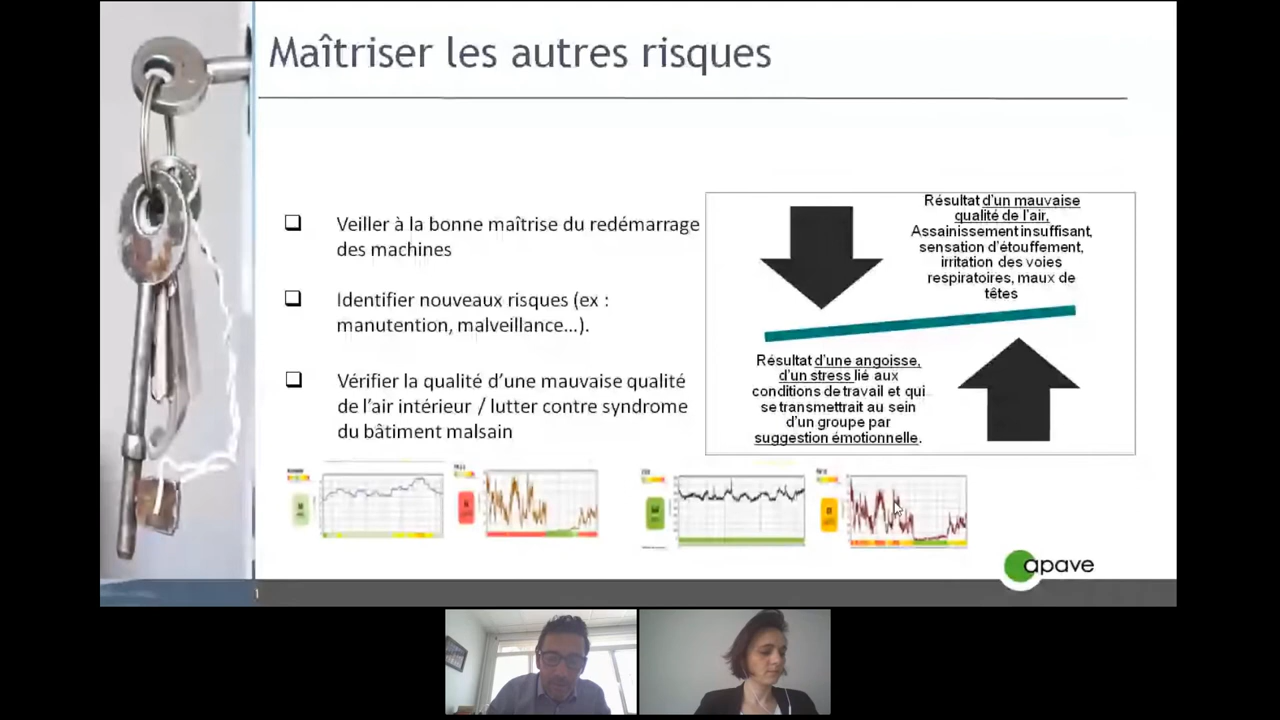 Maîtriser les autres risques
❑ Veiller à la bonne maîtrise du redémarrage
des machines
❑ Identifier nouveaux risques (ex :
manutention, malveillance…).
❑ Vérifier la qualité d’une mauvaise qualité
de l’air intérieur / lutter contre syndrome
du bâtiment malsain
Résultat d’un mauvaise
qualité de l’air,
Assainissement insuffisant,
sensation d’étouffement,
irritation des voies
respiratoires, maux de
têtes
Résultat d’une angoisse,
d’un stress lié aux
conditions de travail et qui
se transmettrait au sein
d’un groupe par
suggestion émotionnelle.
apave